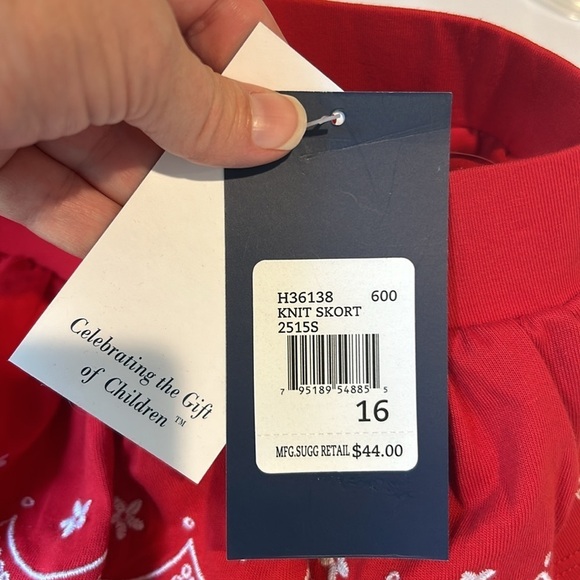 Celebrating the Gift
of Children ™
H36138 600
KNIT SKORT
2515S
7 95189 54885 5
16
MFG.SUGG RETAIL $44.00